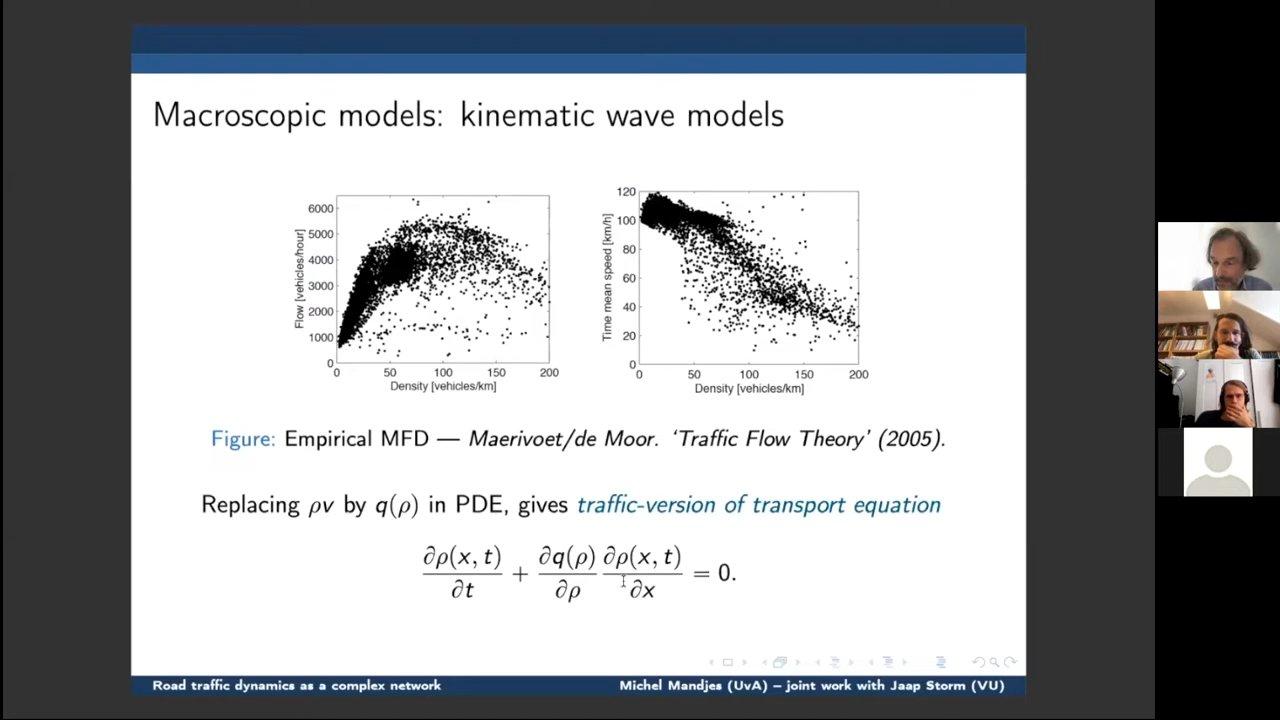 Macroscopic models: kinematic wave models
6000
5000
4000
3000
2000
1000
0
Flow [vehicles/hour]
0 50 100 150 200
Density [vehicles/km]
120
100
80
60
40
20
0
Time mean speed [km/h]
0 50 100 150 200
Density [vehicles/km]
Figure: Empirical MFD — Maerivoet/de Moor. ‘Traffic Flow Theory’ (2005).
Replacing ρv by q(ρ) in PDE, gives traffic-version of transport equation
∂ρ(x, t)/∂t + ∂q(ρ)/∂ρ ∂ρ(x, t)/∂x = 0.
Road traffic dynamics as a complex network
Michel Mandjes (UvA) – joint work with Jaap Storm (VU)